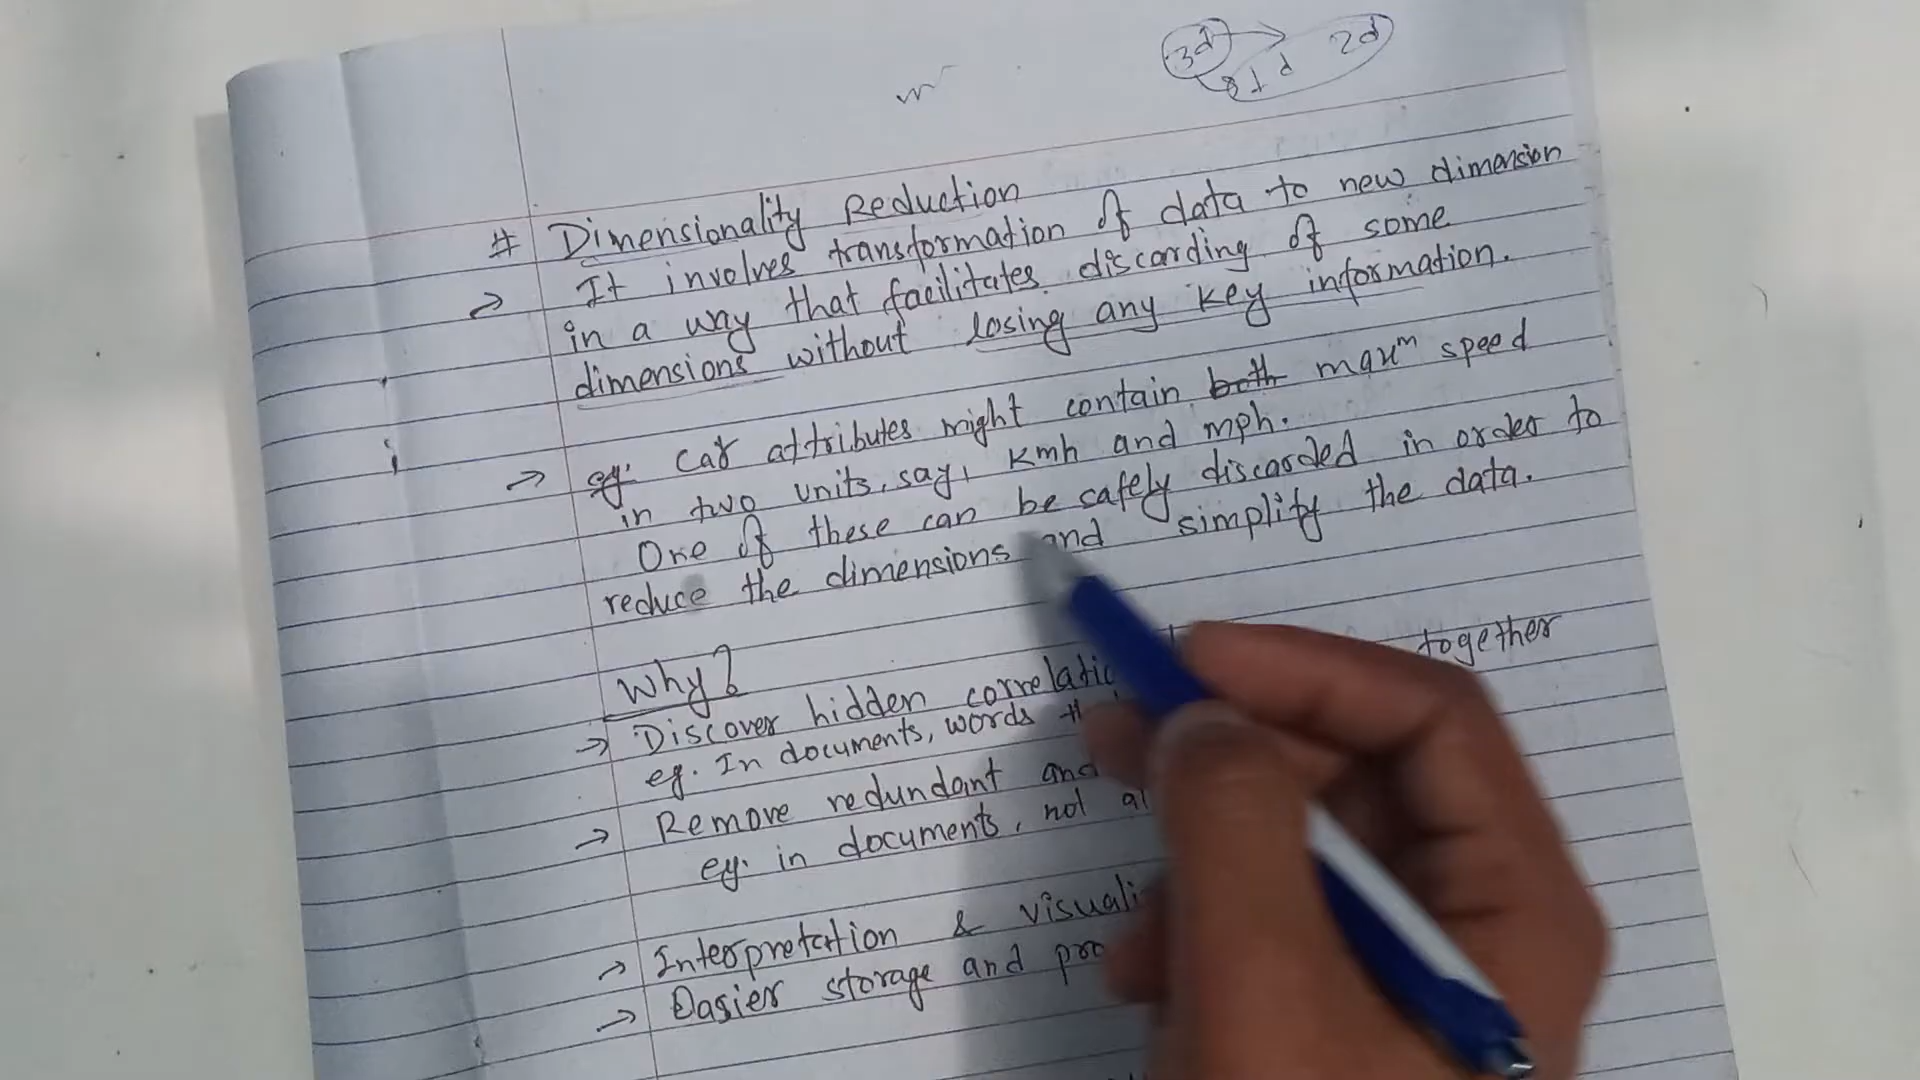 3d → 2d
1 d
# Dimensionality Reduction
→ It involves transformation of data to new dimension
in a way that facilitates discarding of some
dimensions without losing any key information.
→ eg. car attributes might contain both maxᵐ speed
in two units, say, kmh and mph.
One of these can be safely discarded in order to
reduce the dimensions and simplify the data.
Why?
→ Discover hidden
together
eg. In documents, words
→ Remove redundant and
eg. in documents, not
→ Interpretation &
→ Easier storage and